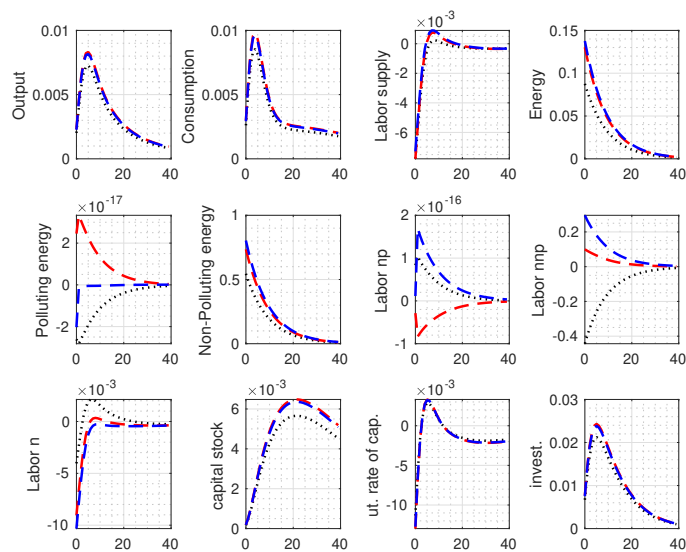 Output
0.01
0.005
0
0 20 40
Consumption
0.01
0.005
0
0 20 40
Labor supply
×10⁻³
0
-2
-4
-6
0 20 40
Energy
0.15
0.1
0.05
0
0 20 40
Polluting energy
×10⁻¹⁷
2
0
-2
0 20 40
Non-Polluting energy
1
0.5
0
0 20 40
Labor np
×10⁻¹⁶
2
1
0
-1
0 20 40
Labor nnp
0.2
0
-0.2
-0.4
0 20 40
Labor n
×10⁻³
0
-5
-10
0 20 40
capital stock
×10⁻³
6
4
2
0
0 20 40
ut. rate of cap.
×10⁻³
0
-5
-10
0 20 40
invest.
0.03
0.02
0.01
0
0 20 40